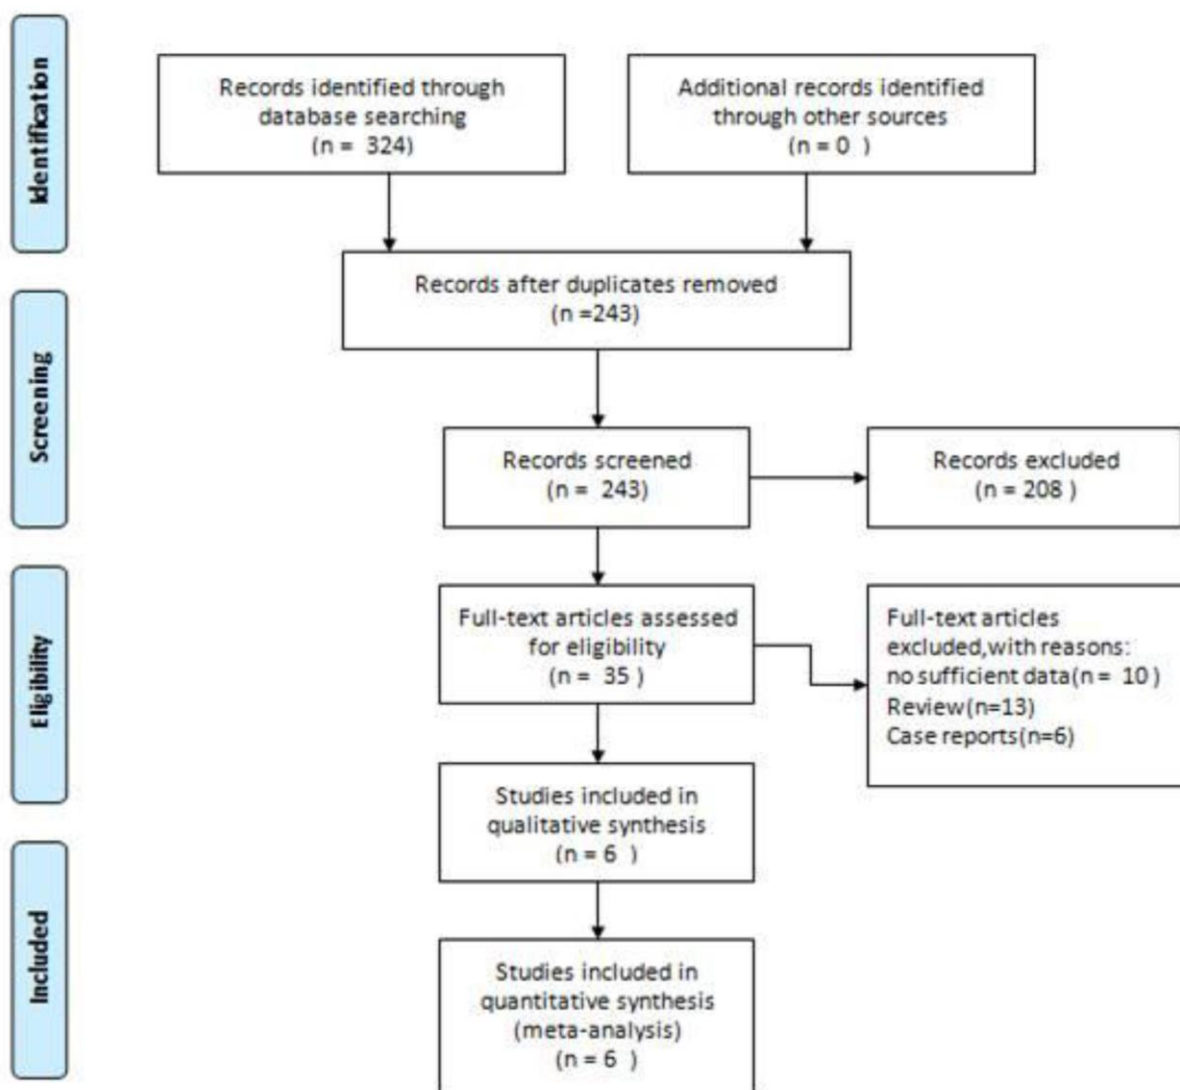 Identification
Records identified through
database searching
(n = 324)
Additional records identified
through other sources
(n = 0 )
Records after duplicates removed
(n =243)
Screening
Records screened
(n = 243)
Records excluded
(n = 208 )
Eligibility
Full-text articles assessed
for eligibility
(n = 35 )
Full-text articles
excluded,with reasons:
no sufficient data(n = 10 )
Review(n=13)
Case reports(n=6)
Studies included in
qualitative synthesis
(n = 6 )
Included
Studies included in
quantitative synthesis
(meta-analysis)
(n = 6 )